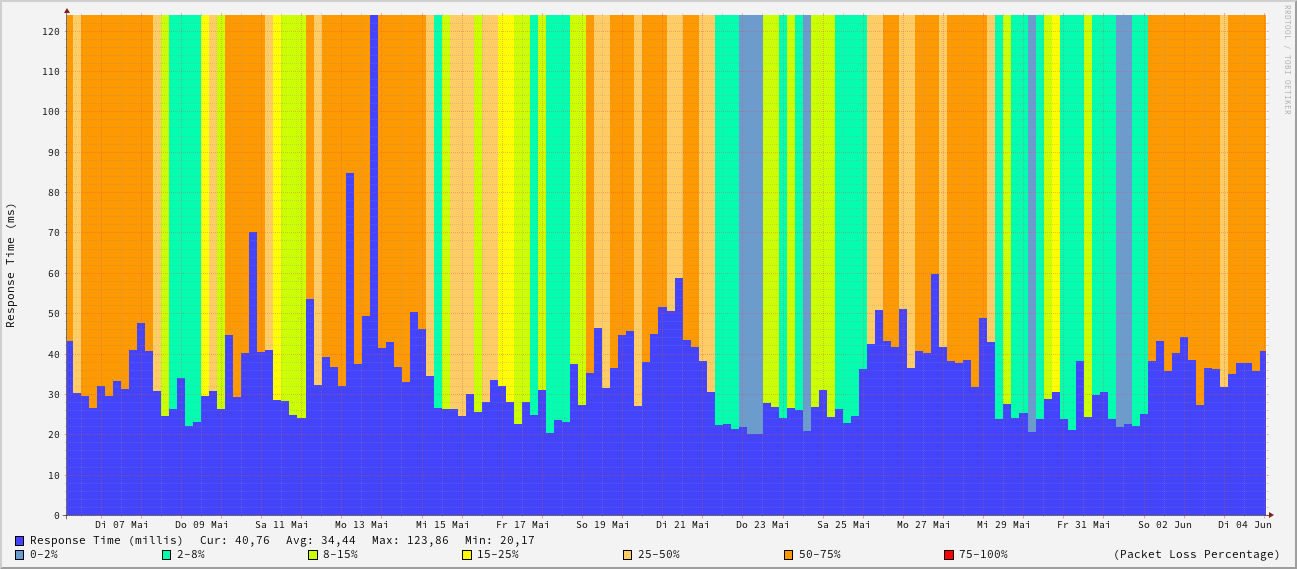 RRDTOOL / TOBI OETIKER
Response Time (ms)
120
110
100
90
80
70
60
50
40
30
20
10
0
Di 07 Mai Do 09 Mai Sa 11 Mai Mo 13 Mai Mi 15 Mai Fr 17 Mai So 19 Mai Di 21 Mai Do 23 Mai Sa 25 Mai Mo 27 Mai Mi 29 Mai Fr 31 Mai So 02 Jun Di 04 Jun
Response Time (millis) Cur: 40,76 Avg: 34,44 Max: 123,86 Min: 20,17
0-2% 2-8% 8-15% 15-25% 25-50% 50-75% 75-100% (Packet Loss Percentage)